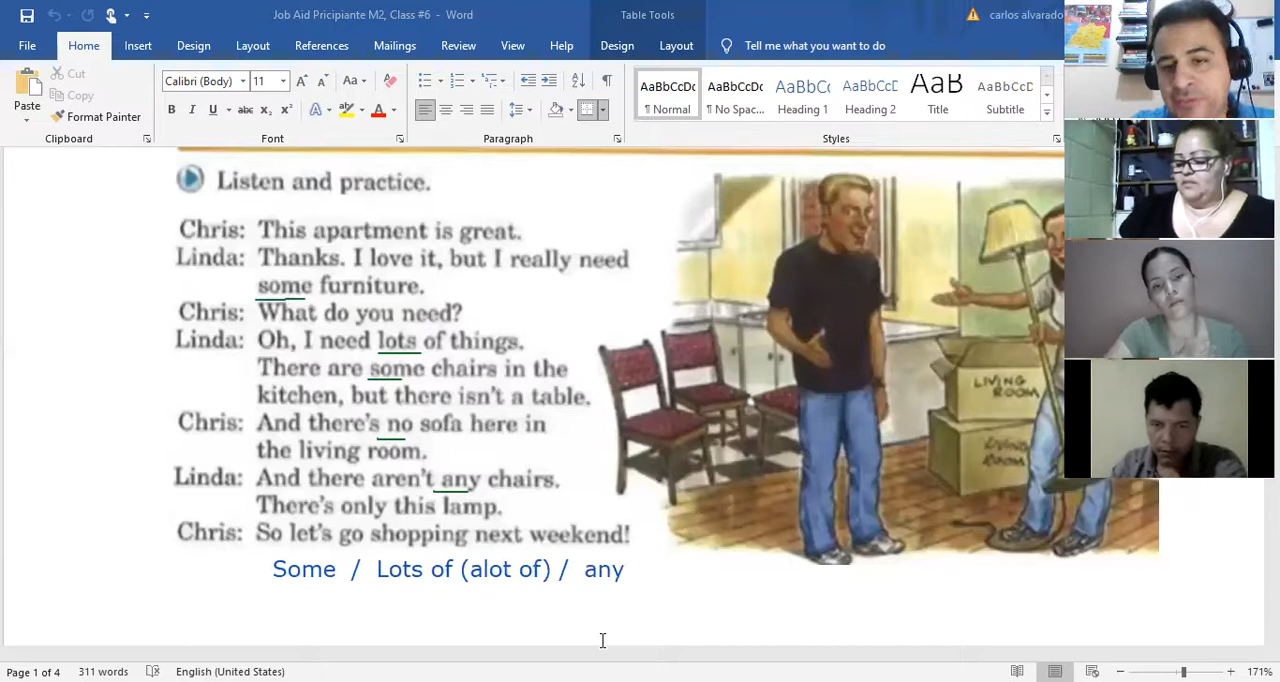 Job Aid Pricipiante M2, Class #6 - Word
Table Tools
carlos alvarado
File Home Insert Design Layout References Mailings Review View Help Design Layout Tell me what you want to do
Paste
Cut
Copy
Format Painter
Clipboard
Calibri (Body) 11
Font
Paragraph
AaBbCcDc AaBbCcDc AaBbCc AaBbCcD AaB AaBbCcD
¶ Normal ¶ No Spac... Heading 1 Heading 2 Title Subtitle
Styles
Listen and practice.
Chris: This apartment is great.
Linda: Thanks. I love it, but I really need
some furniture.
Chris: What do you need?
Linda: Oh, I need lots of things.
There are some chairs in the
kitchen, but there isn't a table.
Chris: And there's no sofa here in
the living room.
Linda: And there aren't any chairs.
There's only this lamp.
Chris: So let's go shopping next weekend!
Some / Lots of (alot of) / any
LIVING
ROOM
LIVING
ROOM
Page 1 of 4 311 words English (United States) 171%